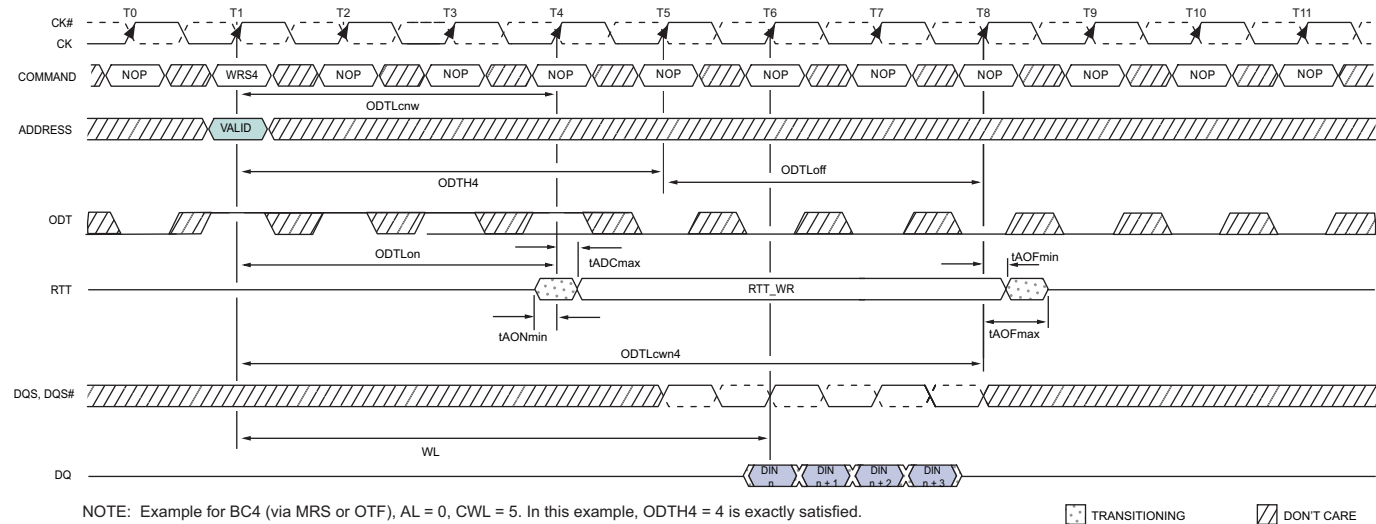 T0 T1 T2 T3 T4 T5 T6 T7 T8 T9 T10 T11
CK#
CK
COMMAND NOP WRS4 NOP NOP NOP NOP NOP NOP NOP NOP NOP NOP
ODTLcnw
ADDRESS VALID
ODTH4 ODTLoff
ODT
ODTLon tADCmax tAOFmin
RTT RTT_WR
tAONmin tAOFmax
ODTLcwn4
DQS, DQS#
WL
DQ DIN n DIN n + 1 DIN n + 2 DIN n + 3
NOTE: Example for BC4 (via MRS or OTF), AL = 0, CWL = 5. In this example, ODTH4 = 4 is exactly satisfied.
TRANSITIONING DON'T CARE